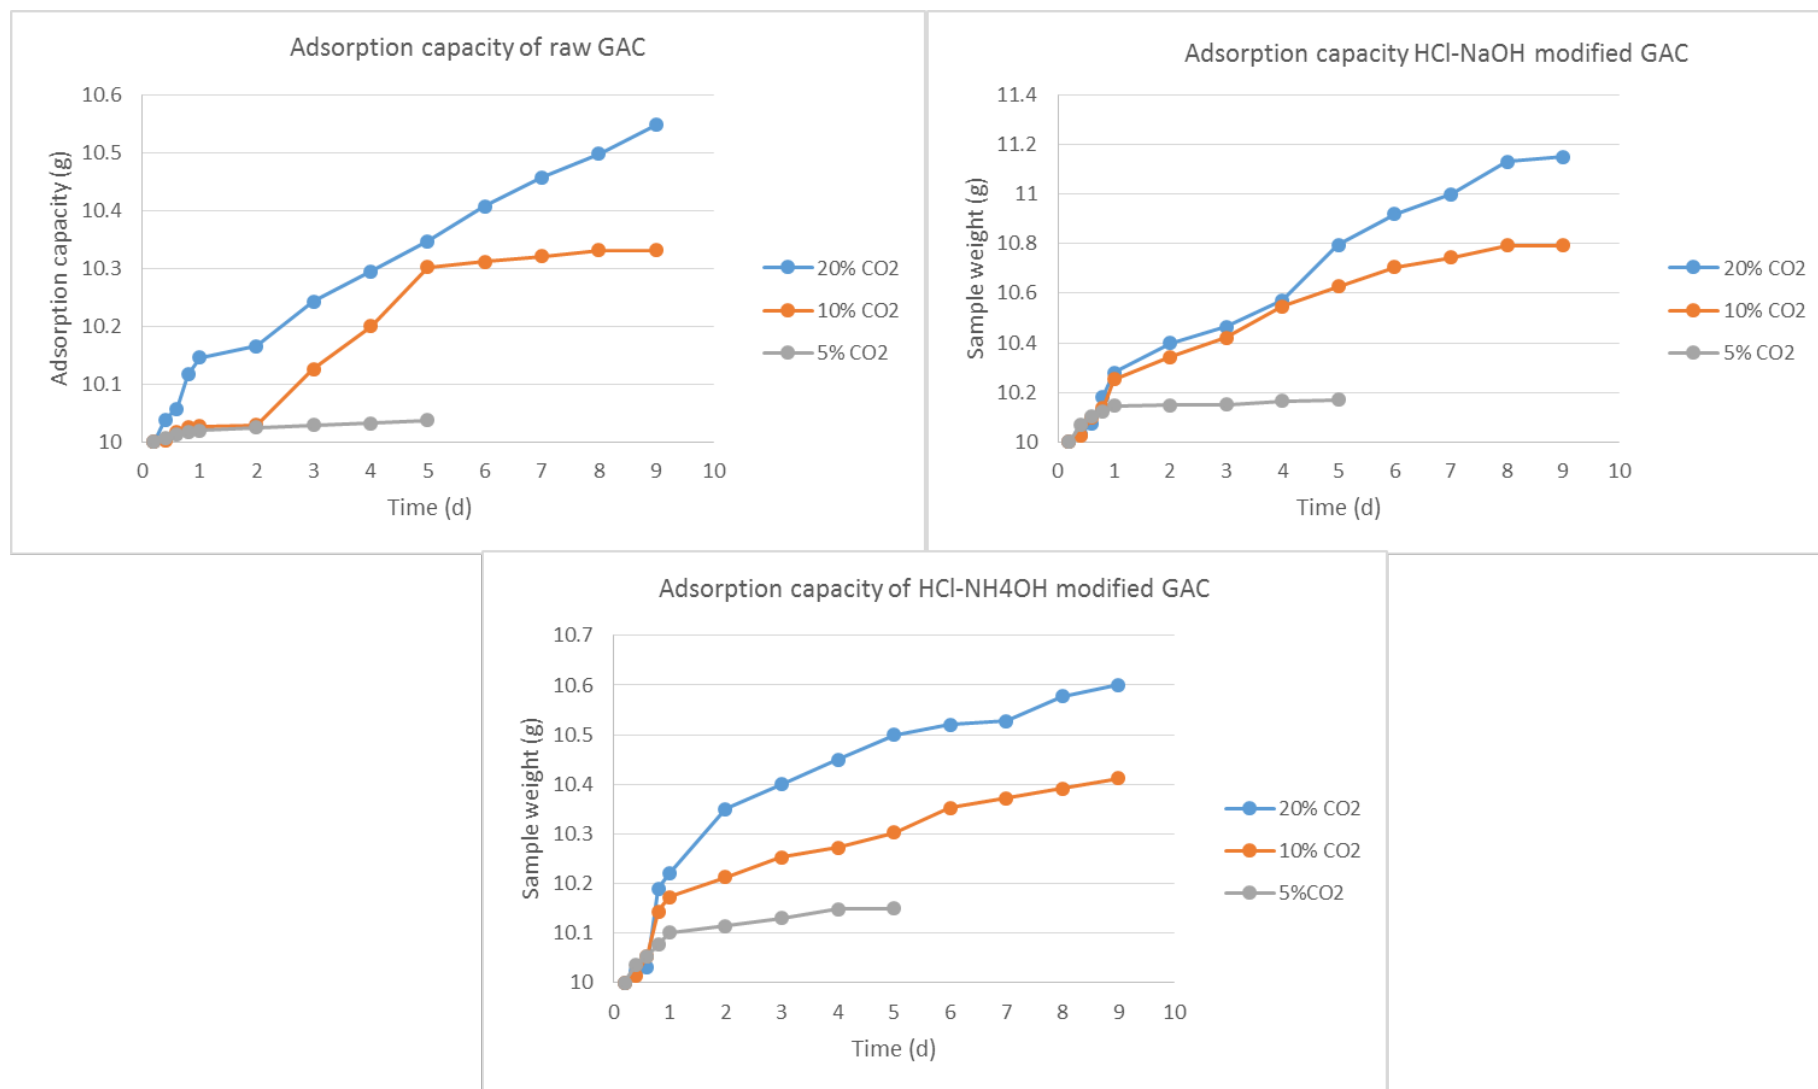 Adsorption capacity of raw GAC
10.6
10.5
10.4
10.3
10.2
10.1
10
Adsorption capacity (g)
0 1 2 3 4 5 6 7 8 9 10
Time (d)
20% CO2
10% CO2
5% CO2
Adsorption capacity HCl-NaOH modified GAC
11.4
11.2
11
10.8
10.6
10.4
10.2
10
Sample weight (g)
0 1 2 3 4 5 6 7 8 9 10
Time (d)
20% CO2
10% CO2
5% CO2
Adsorption capacity of HCl-NH4OH modified GAC
10.7
10.6
10.5
10.4
10.3
10.2
10.1
10
Sample weight (g)
0 1 2 3 4 5 6 7 8 9 10
Time (d)
20% CO2
10% CO2
5%CO2